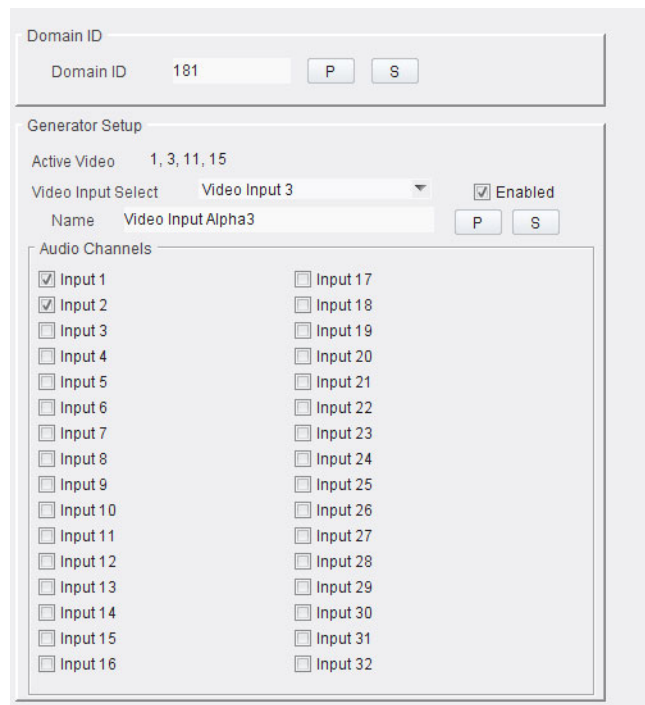 Domain ID
Domain ID 181 P S
Generator Setup
Active Video 1, 3, 11, 15
Video Input Select Video Input 3 Enabled
Name Video Input Alpha3 P S
Audio Channels
Input 1 Input 17
Input 2 Input 18
Input 3 Input 19
Input 4 Input 20
Input 5 Input 21
Input 6 Input 22
Input 7 Input 23
Input 8 Input 24
Input 9 Input 25
Input 10 Input 26
Input 11 Input 27
Input 12 Input 28
Input 13 Input 29
Input 14 Input 30
Input 15 Input 31
Input 16 Input 32